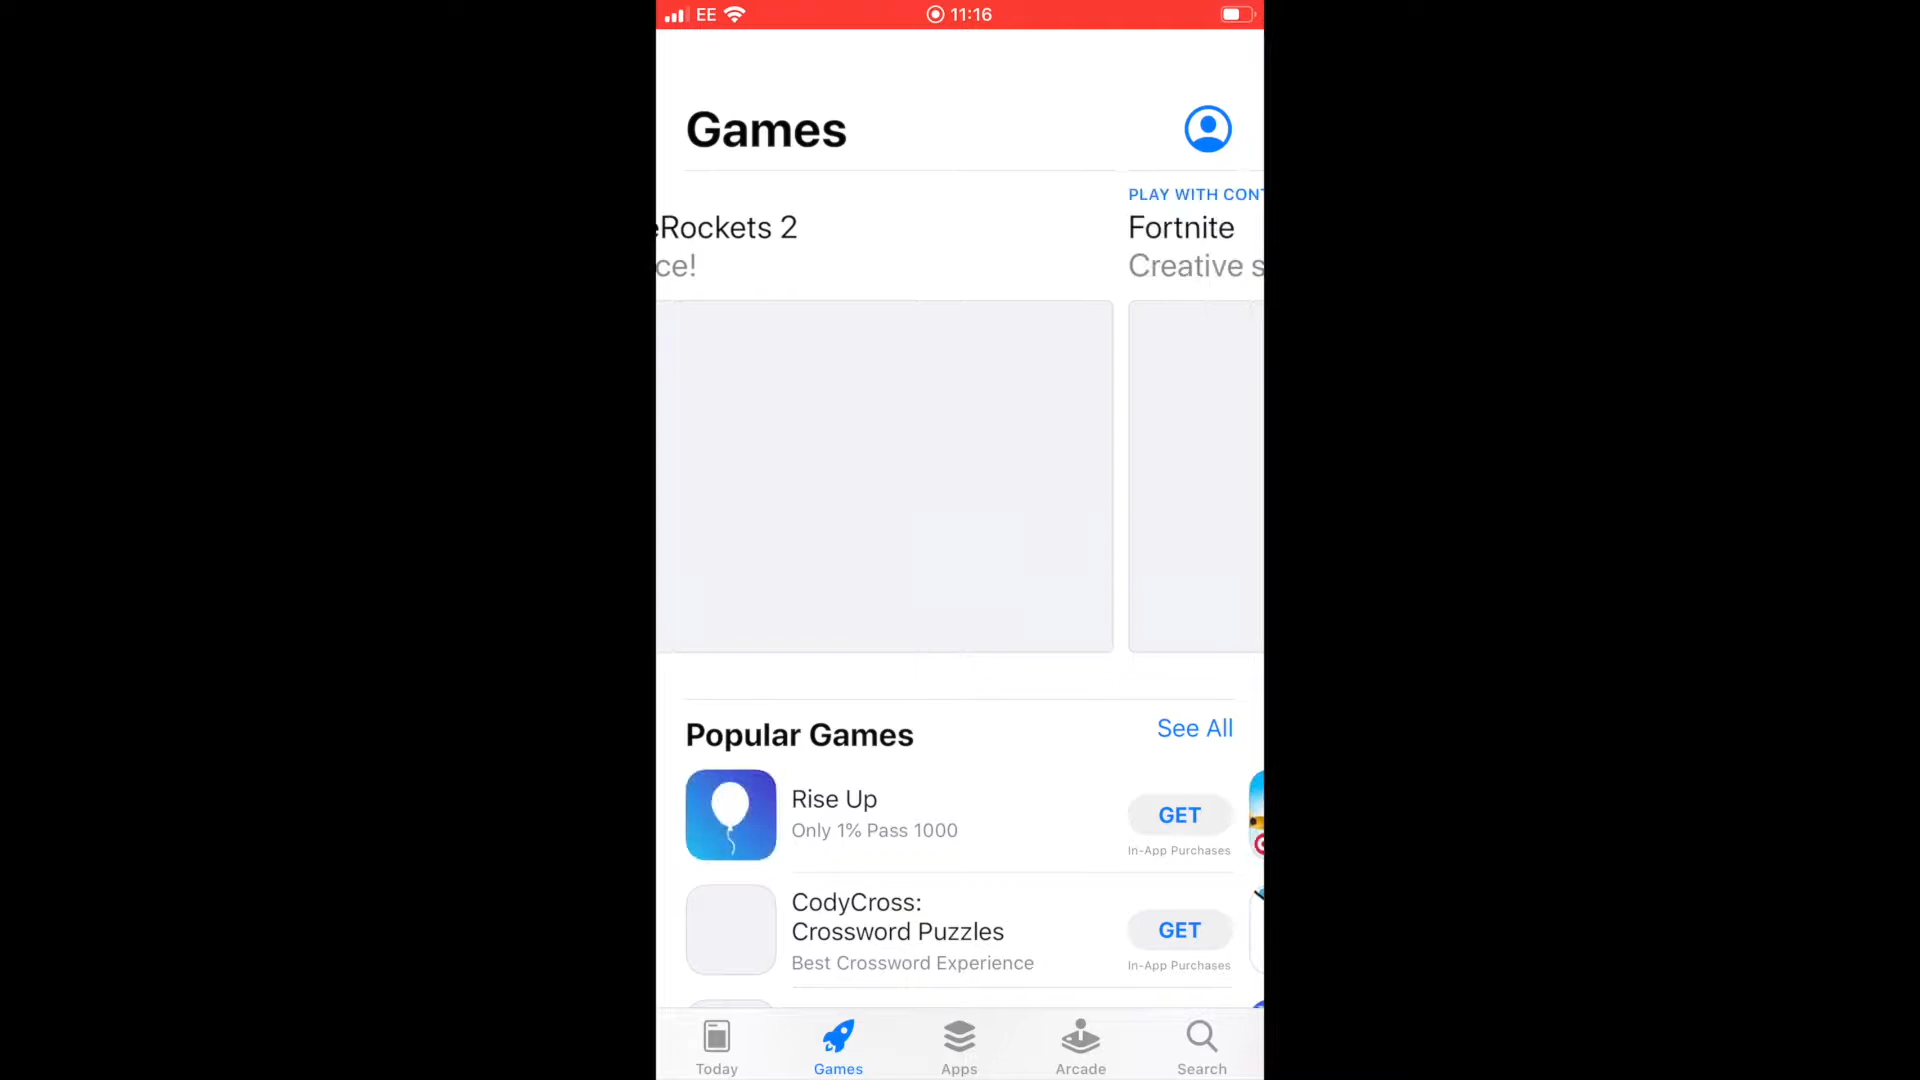 EE 11:16
Games
PLAY WITH CON
eRockets 2
Fortnite
ce!
Creative s
Popular Games
See All
Rise Up
Only 1% Pass 1000
GET
In-App Purchases
CodyCross:
Crossword Puzzles
Best Crossword Experience
GET
In-App Purchases
Today
Games
Apps
Arcade
Search